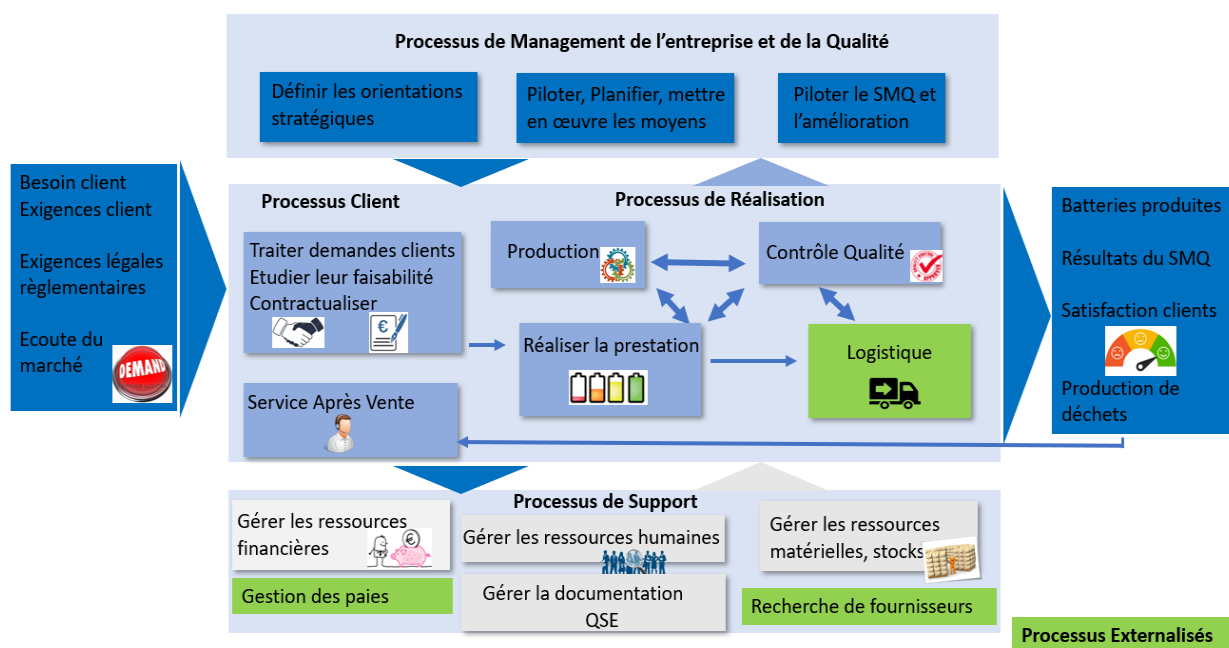 Processus de Management de l’entreprise et de la Qualité
Définir les orientations
stratégiques
Piloter, Planifier, mettre
en œuvre les moyens
Piloter le SMQ et
l’amélioration
Besoin client
Exigences client
Exigences légales
règlementaires
Ecoute du
marché
DEMAND
Processus Client
Traiter demandes clients
Etudier leur faisabilité
Contractualiser
€
Service Après Vente
Processus de Réalisation
Production
Contrôle Qualité
Réaliser la prestation
Logistique
Batteries produites
Résultats du SMQ
Satisfaction clients
Production de
déchets
Processus de Support
Gérer les ressources
financières
€
Gestion des paies
Gérer les ressources humaines
Gérer la documentation
QSE
Gérer les ressources
matérielles, stocks
Recherche de fournisseurs
Processus Externalisés